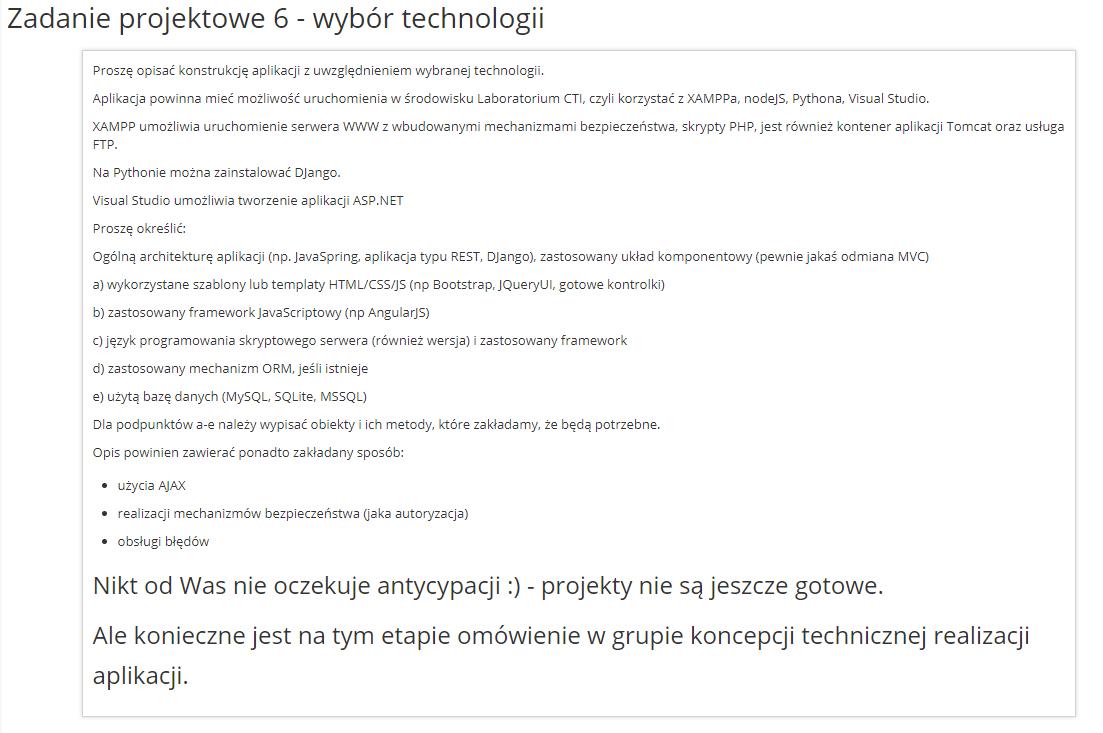 Zadanie projektowe 6 - wybór technologii
Proszę opisać konstrukcję aplikacji z uwzględnieniem wybranej technologii.
Aplikacja powinna mieć możliwość uruchomienia w środowisku Laboratorium CTI, czyli korzystać z XAMPPa, nodeJS, Pythona, Visual Studio.
XAMPP umożliwia uruchomienie serwera WWW z wbudowanymi mechanizmami bezpieczeństwa, skrypty PHP, jest również kontener aplikacji Tomcat oraz usługa
FTP.
Na Pythonie można zainstalować DJango.
Visual Studio umożliwia tworzenie aplikacji ASP.NET
Proszę określić:
Ogólną architekturę aplikacji (np. JavaSpring, aplikacja typu REST, DJango), zastosowany układ komponentowy (pewnie jakaś odmiana MVC)
a) wykorzystane szablony lub templaty HTML/CSS/JS (np Bootstrap, JQueryUI, gotowe kontrolki)
b) zastosowany framework JavaScriptowy (np AngularJS)
c) język programowania skryptowego serwera (również wersja) i zastosowany framework
d) zastosowany mechanizm ORM, jeśli istnieje
e) użytą bazę danych (MySQL, SQLite, MSSQL)
Dla podpunktów a-e należy wypisać obiekty i ich metody, które zakładamy, że będą potrzebne.
Opis powinien zawierać ponadto zakładany sposób:
• użycia AJAX
• realizacji mechanizmów bezpieczeństwa (jaka autoryzacja)
• obsługi błędów
Nikt od Was nie oczekuje antycypacji :) - projekty nie są jeszcze gotowe.
Ale konieczne jest na tym etapie omówienie w grupie koncepcji technicznej realizacji
aplikacji.